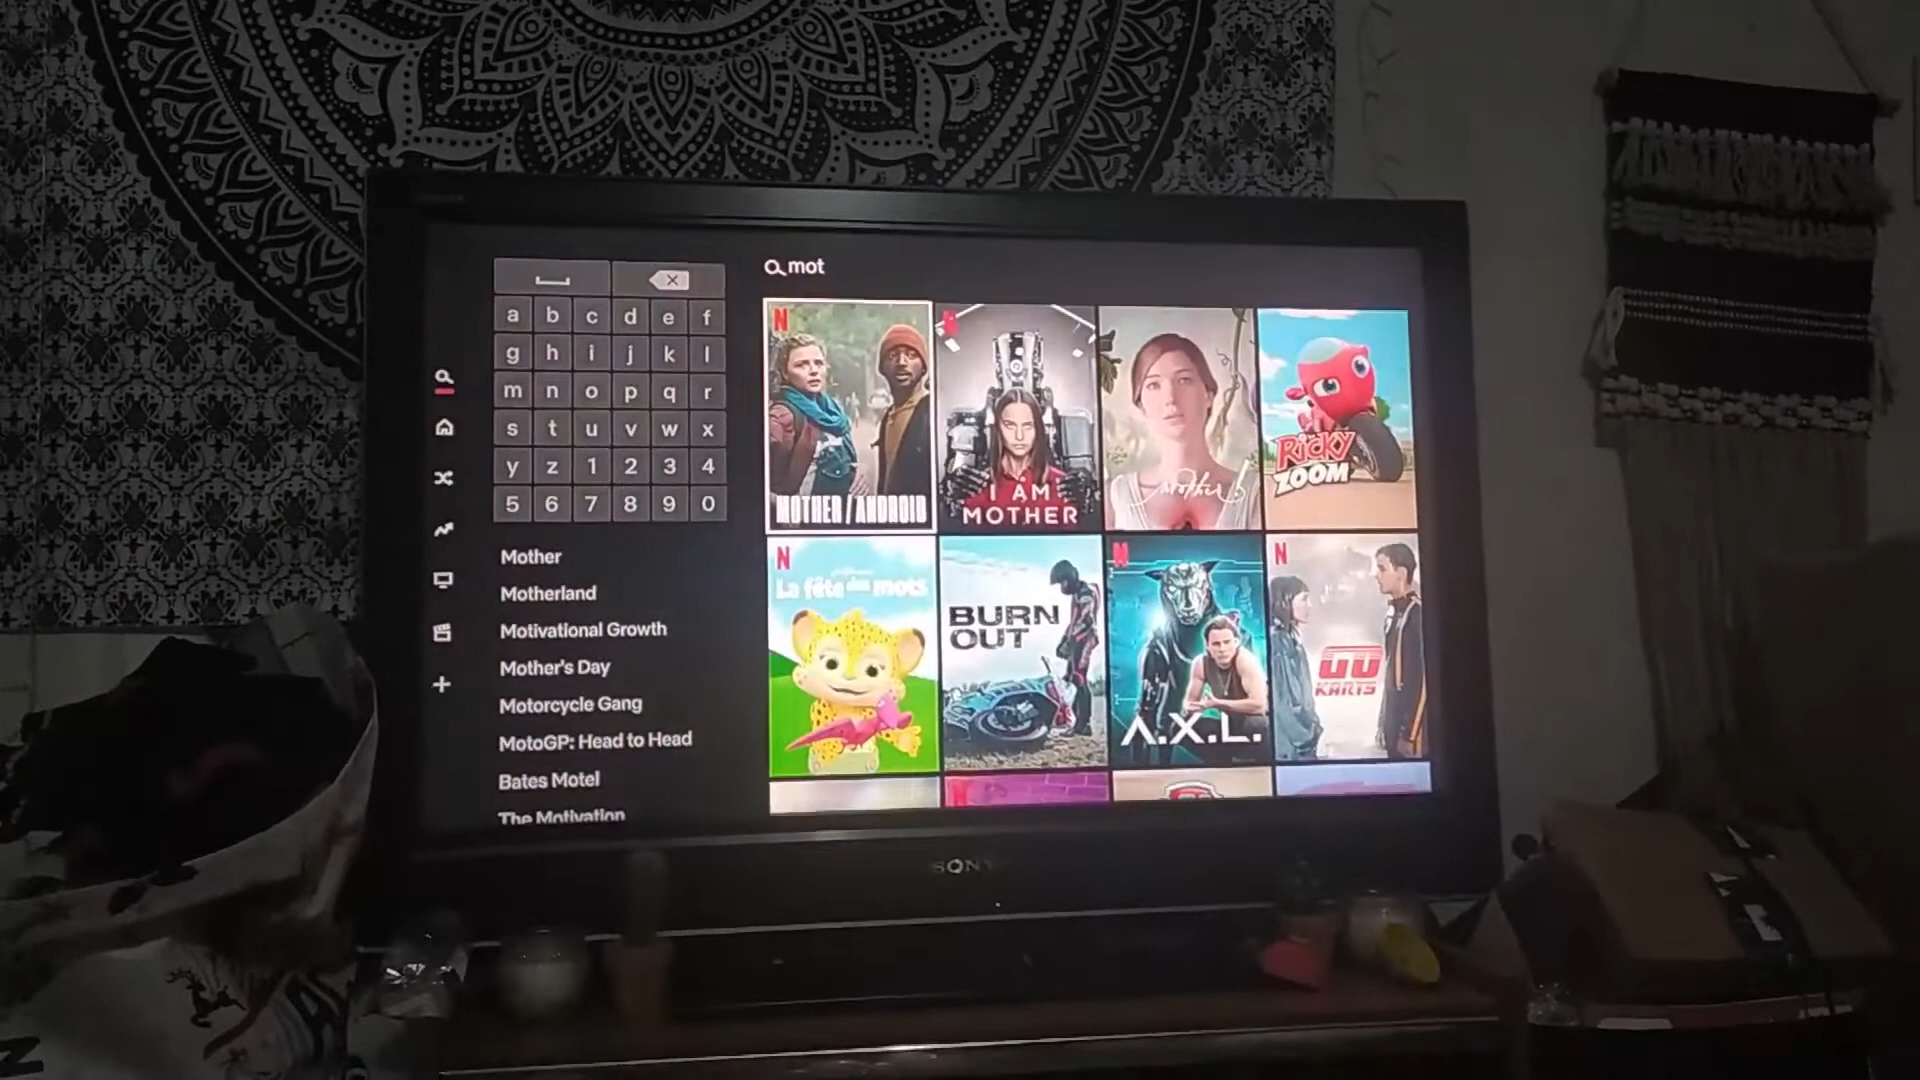 mot
a b c d e f
g h i j k l
m n o p q r
s t u v w x
y z 1 2 3 4
5 6 7 8 9 0
Mother
Motherland
Motivational Growth
Mother's Day
Motorcycle Gang
MotoGP: Head to Head
Bates Motel
The Motivation
N
MOTHER / ANDROID
N
I AM
MOTHER
mother!
RICKY
ZOOM
N
La fête des mots
BURN
OUT
N
A.X.L.
N
GO
KARTS
SONY